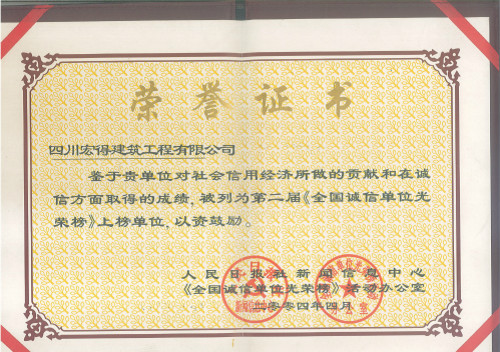 荣誉证书
四川宏得建筑工程有限公司
鉴于贵单位对社会信用经济所做的贡献和在诚
信方面取得的成绩，被列为第二届《全国诚信单位光
荣榜》上榜单位，以资鼓励。
人民日报社新闻信息中心
《全国诚信单位光荣榜》活动办公室
二〇〇四年四月